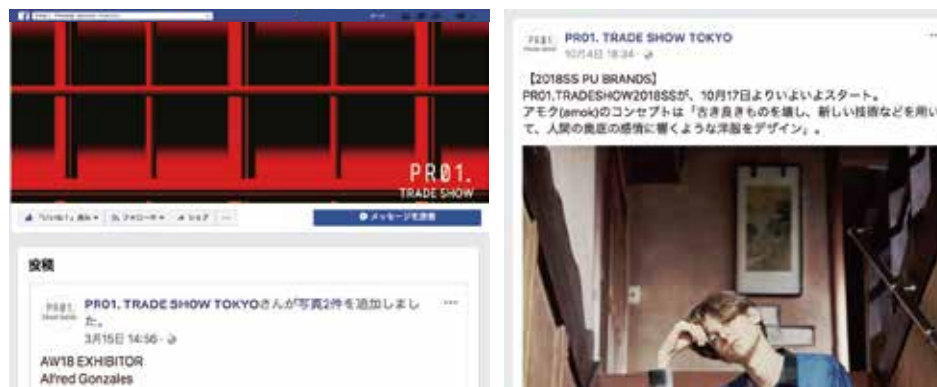 PR01.
TRADE SHOW
メッセージを送信
投稿
PR01. TRADE SHOW TOKYOさんが写真2件を追加しまし
た。
3月15日 14:56
AW18 EXHIBITOR
Alfred Gonzales
PR01. TRADE SHOW TOKYO
10月4日 18:34
【2018SS PU BRANDS】
PR01.TRADESHOW2018SSが、10月17日よりいよいよスタート。
アモク(amok)のコンセプトは「古き良きものを壊し、新しい技術などを用い
て、人間の奥底の感情に響くような洋服をデザイン」。